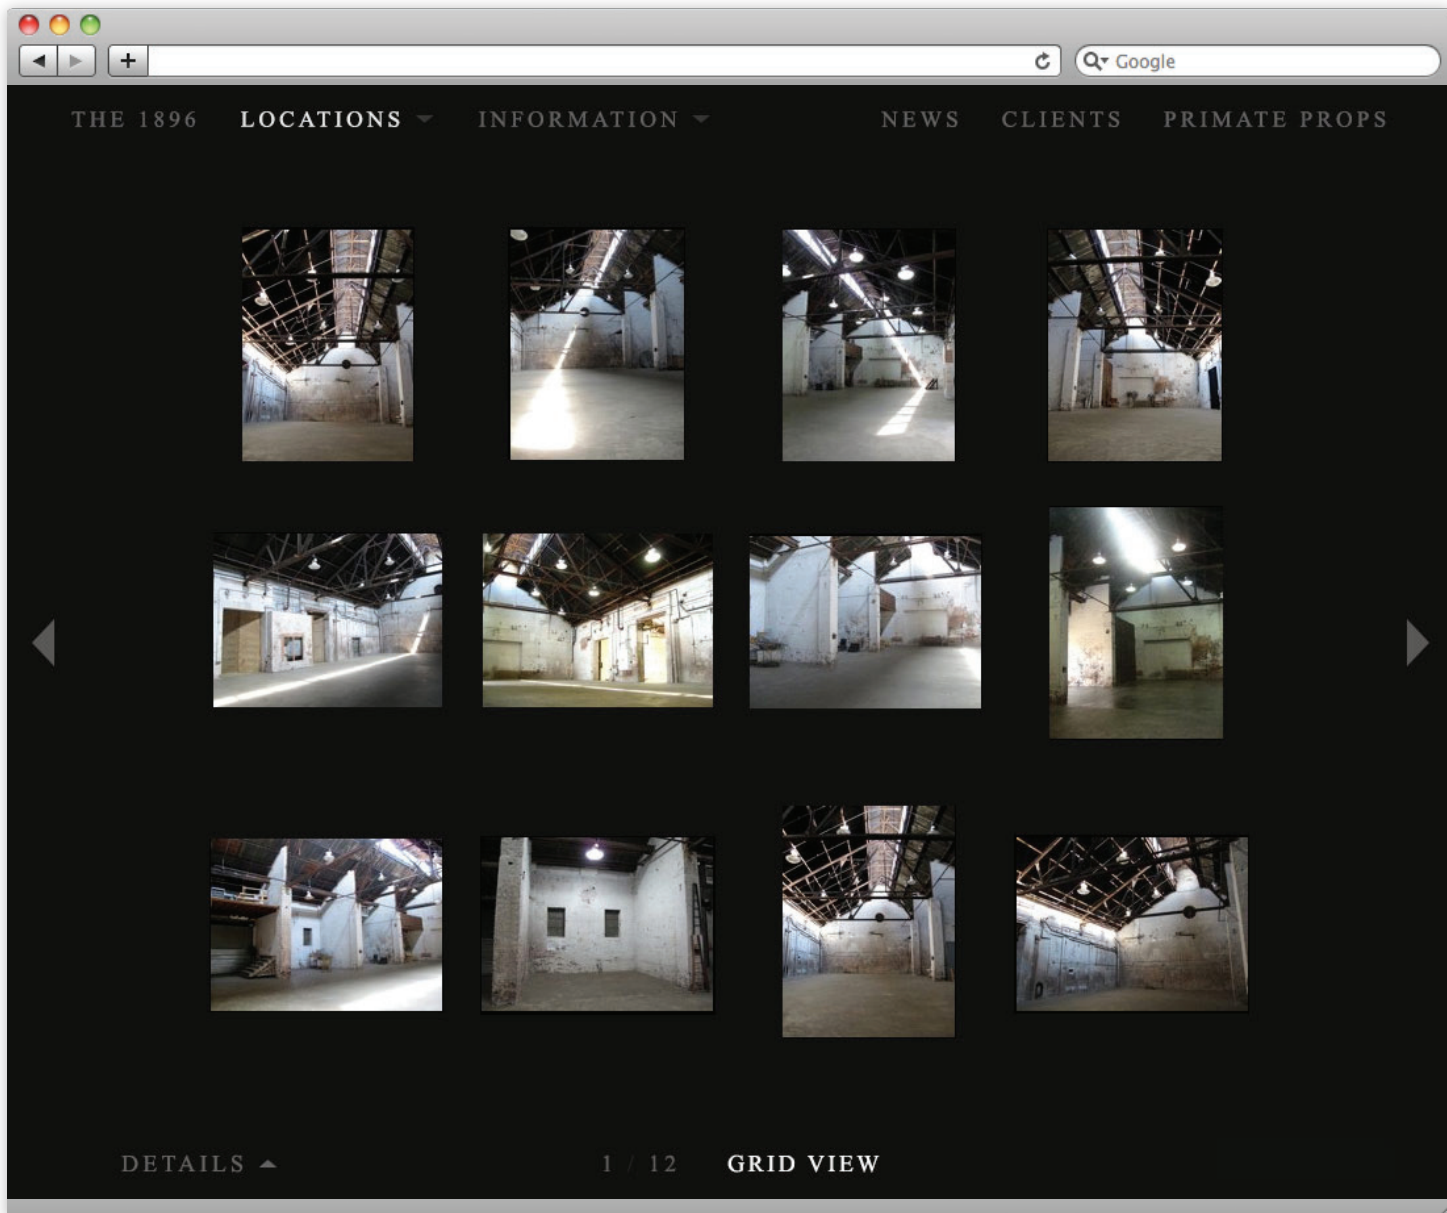 Google
THE 1896 LOCATIONS INFORMATION NEWS CLIENTS PRIMATE PROPS
DETAILS 1 / 12 GRID VIEW